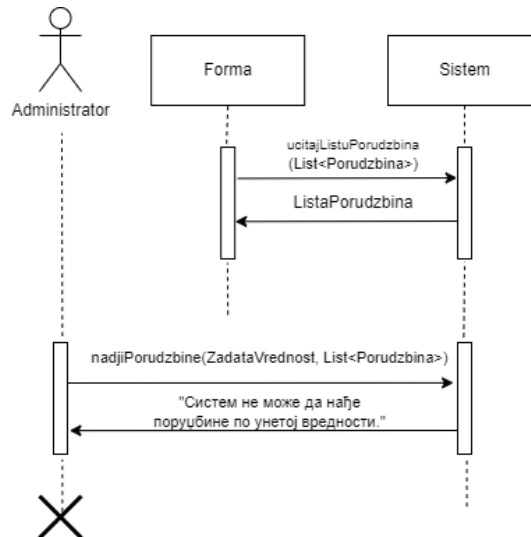 Administrator
Forma
Sistem
ucitajListuPorudzbina
(List<Porudzbina>)
ListaPorudzbina
nadjiPorudzbine(ZadataVrednost, List<Porudzbina>)
"Систем не може да нађе
поруџбине по унетој вредности."